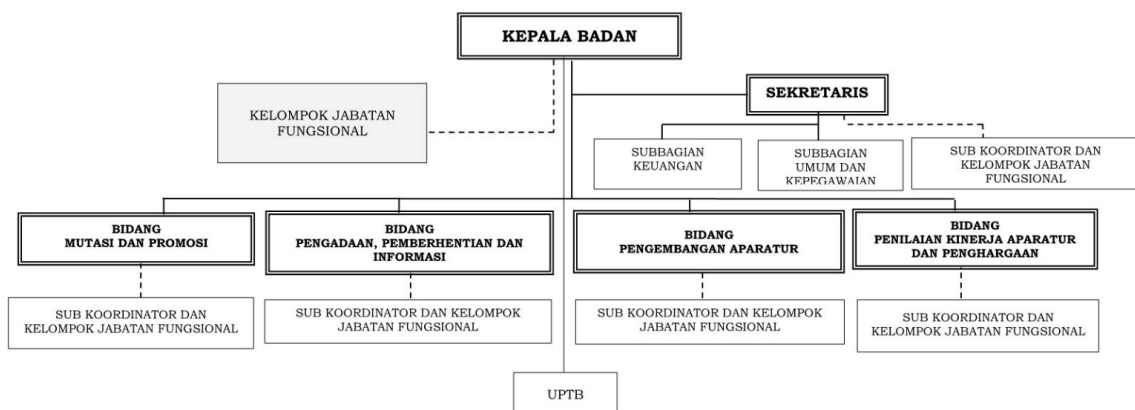 KEPALA BADAN
SEKRETARIS
KELOMPOK JABATAN
FUNGSIONAL
SUBBAGIAN
KEUANGAN
SUBBAGIAN
UMUM DAN
KEPEGAWAIAN
SUB KOORDINATOR DAN
KELOMPOK JABATAN
FUNGSIONAL
BIDANG
MUTASI DAN PROMOSI
BIDANG
PENGADAAN, PEMBERHENTIAN DAN
INFORMASI
BIDANG
PENGEMBANGAN APARATUR
BIDANG
PENILAIAN KINERJA APARATUR
DAN PENGHARGAAN
SUB KOORDINATOR DAN
KELOMPOK JABATAN FUNGSIONAL
SUB KOORDINATOR DAN KELOMPOK
JABATAN FUNGSIONAL
SUB KOORDINATOR DAN KELOMPOK
JABATAN FUNGSIONAL
SUB KOORDINATOR DAN
KELOMPOK JABATAN FUNGSIONAL
UPTB